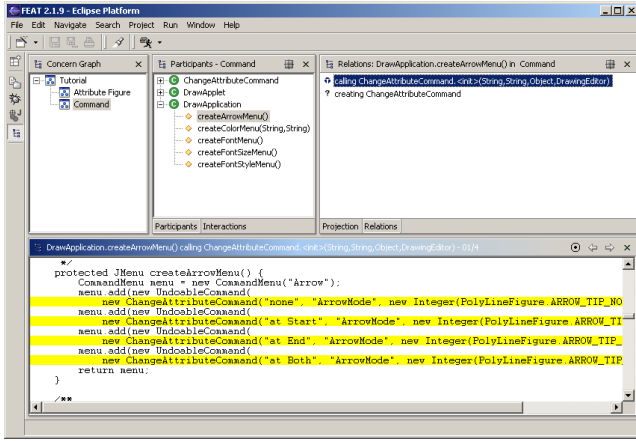 FEAT 2.1.9 - Eclipse Platform
File Edit Navigate Search Project Run Window Help
Concern Graph
Tutorial
Attribute Figure
Command
Participants - Command
ChangeAttributeCommand
DrawApplet
DrawApplication
createArrowMenu()
createColorMenu(String,String)
createFontMenu()
createFontSizeMenu()
createFontStyleMenu()
Participants Interactions
Relations: DrawApplication.createArrowMenu() in Command
calling ChangeAttributeCommand.<init>(String,String,Object,DrawingEditor)
? creating ChangeAttributeCommand
Projection Relations
DrawApplication.createArrowMenu() calling ChangeAttributeCommand.<init>(String,String,Object,DrawingEditor) - 01/4
*/
protected JMenu createArrowMenu() {
CommandMenu menu = new CommandMenu("Arrow");
menu.add(new UndoableCommand(
new ChangeAttributeCommand("none", "ArrowMode", new Integer(PolyLineFigure.ARROW_TIP_NO
menu.add(new UndoableCommand(
new ChangeAttributeCommand("at Start", "ArrowMode", new Integer(PolyLineFigure.ARROW_TI
menu.add(new UndoableCommand(
new ChangeAttributeCommand("at End", "ArrowMode", new Integer(PolyLineFigure.ARROW_TIP_
menu.add(new UndoableCommand(
new ChangeAttributeCommand("at Both", "ArrowMode", new Integer(PolyLineFigure.ARROW_TIP
return menu;
}
/**